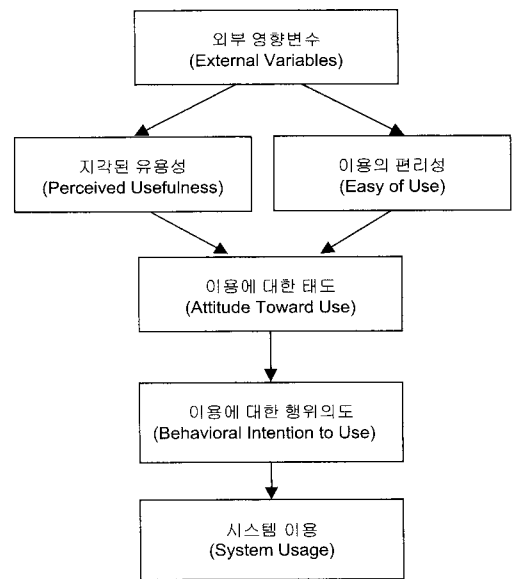 외부 영향변수
(External Variables)
지각된 유용성
(Perceived Usefulness)
이용의 편리성
(Easy of Use)
이용에 대한 태도
(Attitude Toward Use)
이용에 대한 행위의도
(Behavioral Intention to Use)
시스템 이용
(System Usage)